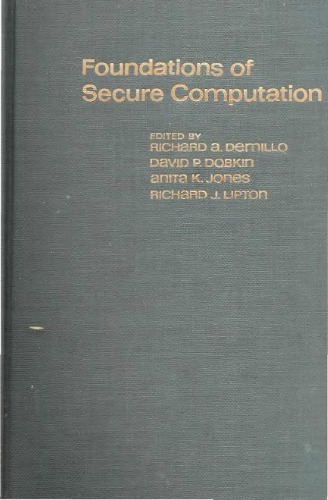 Foundations of
Secure Computation
EDITED BY
RICHARD A. DEMILLO
DAVID P. DOBKIN
ANITA K. JONES
RICHARD J. LIPTON